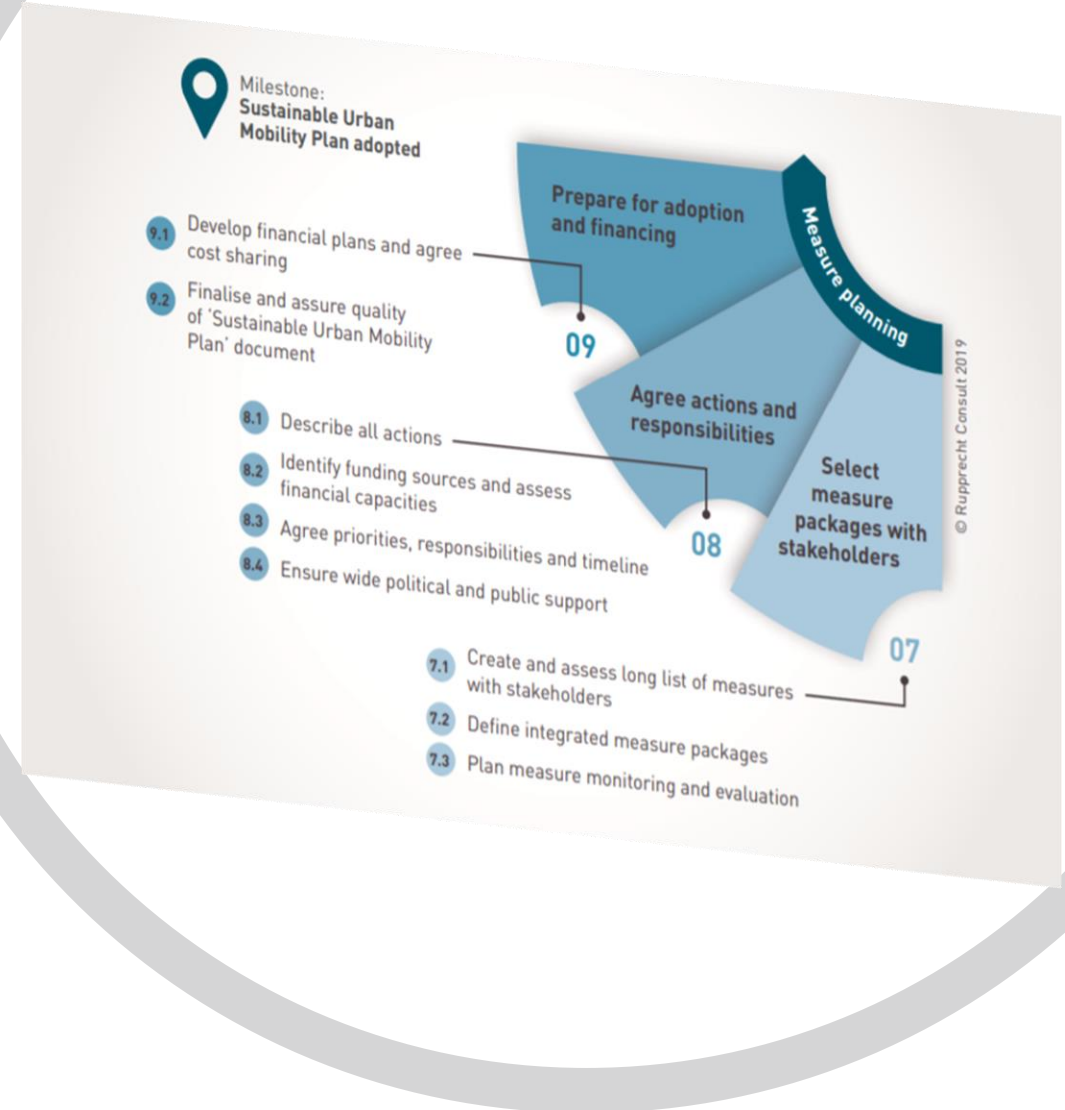 Milestone:
Sustainable Urban
Mobility Plan adopted
Prepare for adoption
and financing
Measure planning
9.1 Develop financial plans and agree
cost sharing
9.2 Finalise and assure quality
of ‘Sustainable Urban Mobility
Plan’ document
09
Agree actions and
responsibilities
8.1 Describe all actions
8.2 Identify funding sources and assess
financial capacities
8.3 Agree priorities, responsibilities and timeline
8.4 Ensure wide political and public support
08
Select
measure
packages with
stakeholders
© Rupprecht Consult 2019
07
7.1 Create and assess long list of measures
with stakeholders
7.2 Define integrated measure packages
7.3 Plan measure monitoring and evaluation